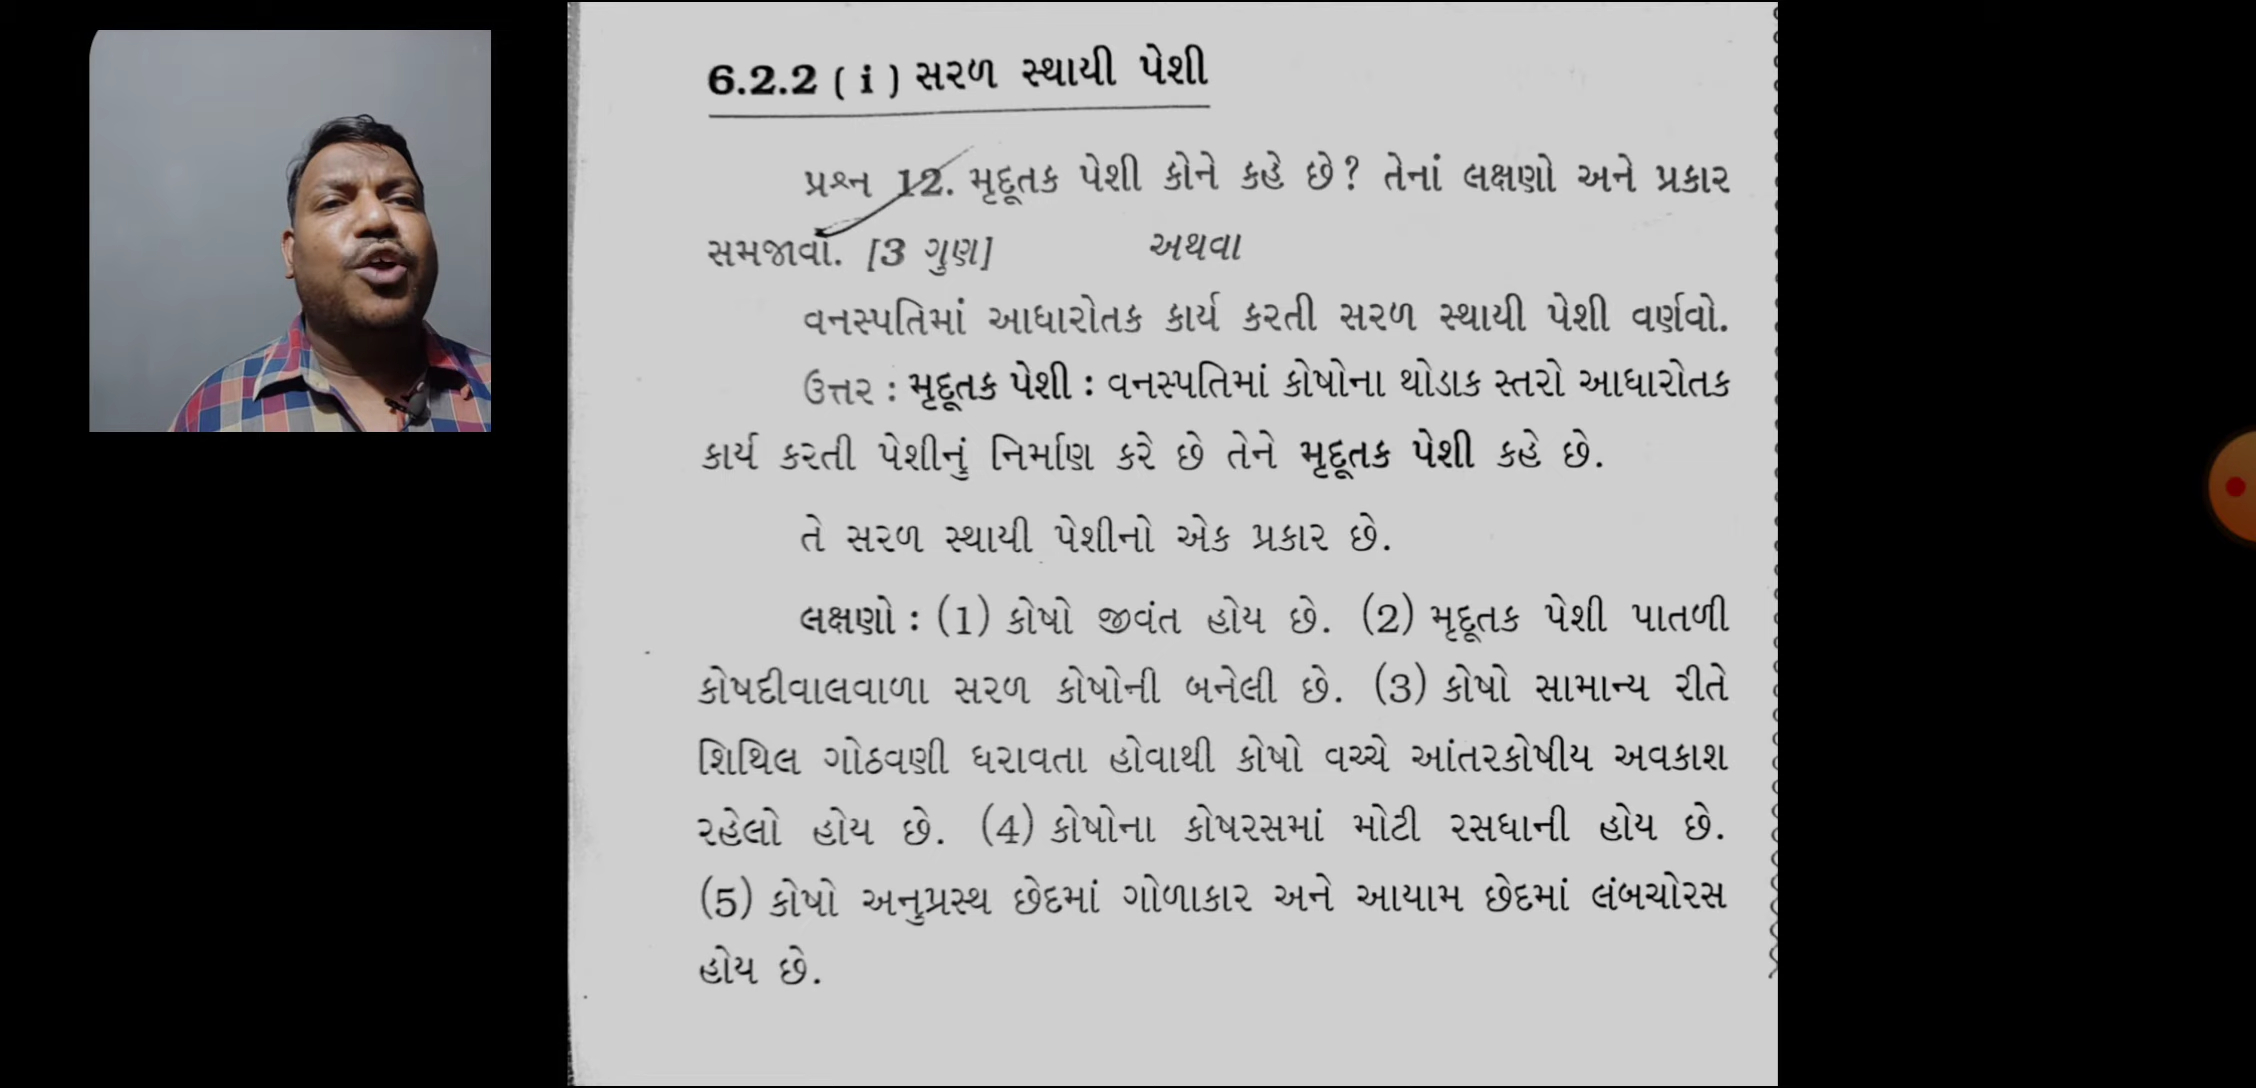 6.2.2 ( i ) સરળ સ્થાયી પેશી
પ્રશ્ન 12. મૃદૂતક પેશી કોને કહે છે? તેનાં લક્ષણો અને પ્રકાર
સમજાવો. [3 ગુણ] અથવા
વનસ્પતિમાં આધારોતક કાર્ય કરતી સરળ સ્થાયી પેશી વર્ણવો.
ઉત્તર : મૃદૂતક પેશી : વનસ્પતિમાં કોષોના થોડાક સ્તરો આધારોતક
કાર્ય કરતી પેશીનું નિર્માણ કરે છે તેને મૃદૂતક પેશી કહે છે.
તે સરળ સ્થાયી પેશીનો એક પ્રકાર છે.
લક્ષણો : (1) કોષો જીવંત હોય છે. (2) મૃદૂતક પેશી પાતળી
કોષદીવાલવાળા સરળ કોષોની બનેલી છે. (3) કોષો સામાન્ય રીતે
શિથિલ ગોઠવણી ધરાવતા હોવાથી કોષો વચ્ચે આંતરકોષીય અવકાશ
રહેલો હોય છે. (4) કોષોના કોષરસમાં મોટી રસધાની હોય છે.
(5) કોષો અનુપ્રસ્થ છેદમાં ગોળાકાર અને આયામ છેદમાં લંબચોરસ
હોય છે.